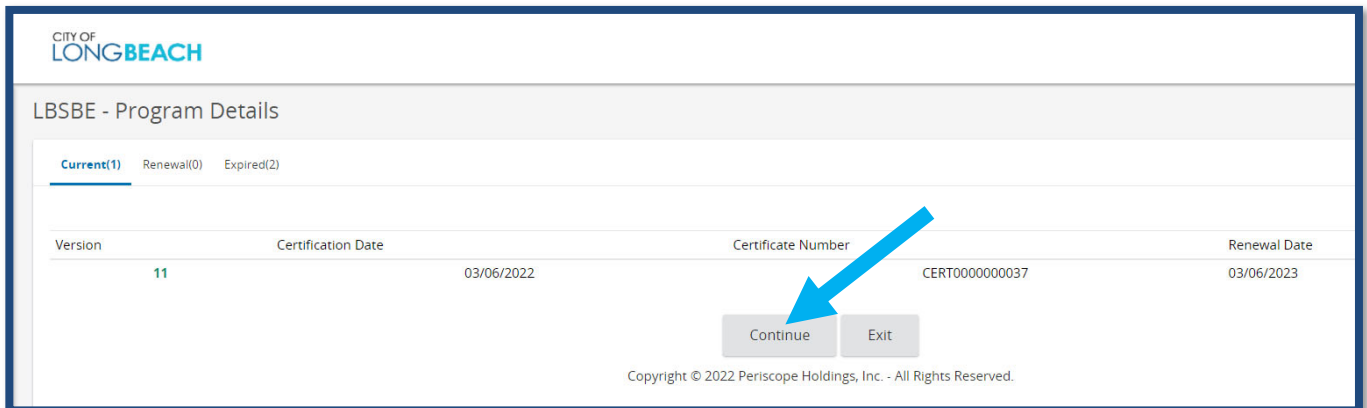 CITY OF
LONGBEACH
LBSBE - Program Details
Current(1) Renewal(0) Expired(2)
Version Certification Date Certificate Number Renewal Date
11 03/06/2022 CERT0000000037 03/06/2023
Continue Exit
Copyright © 2022 Periscope Holdings, Inc. - All Rights Reserved.